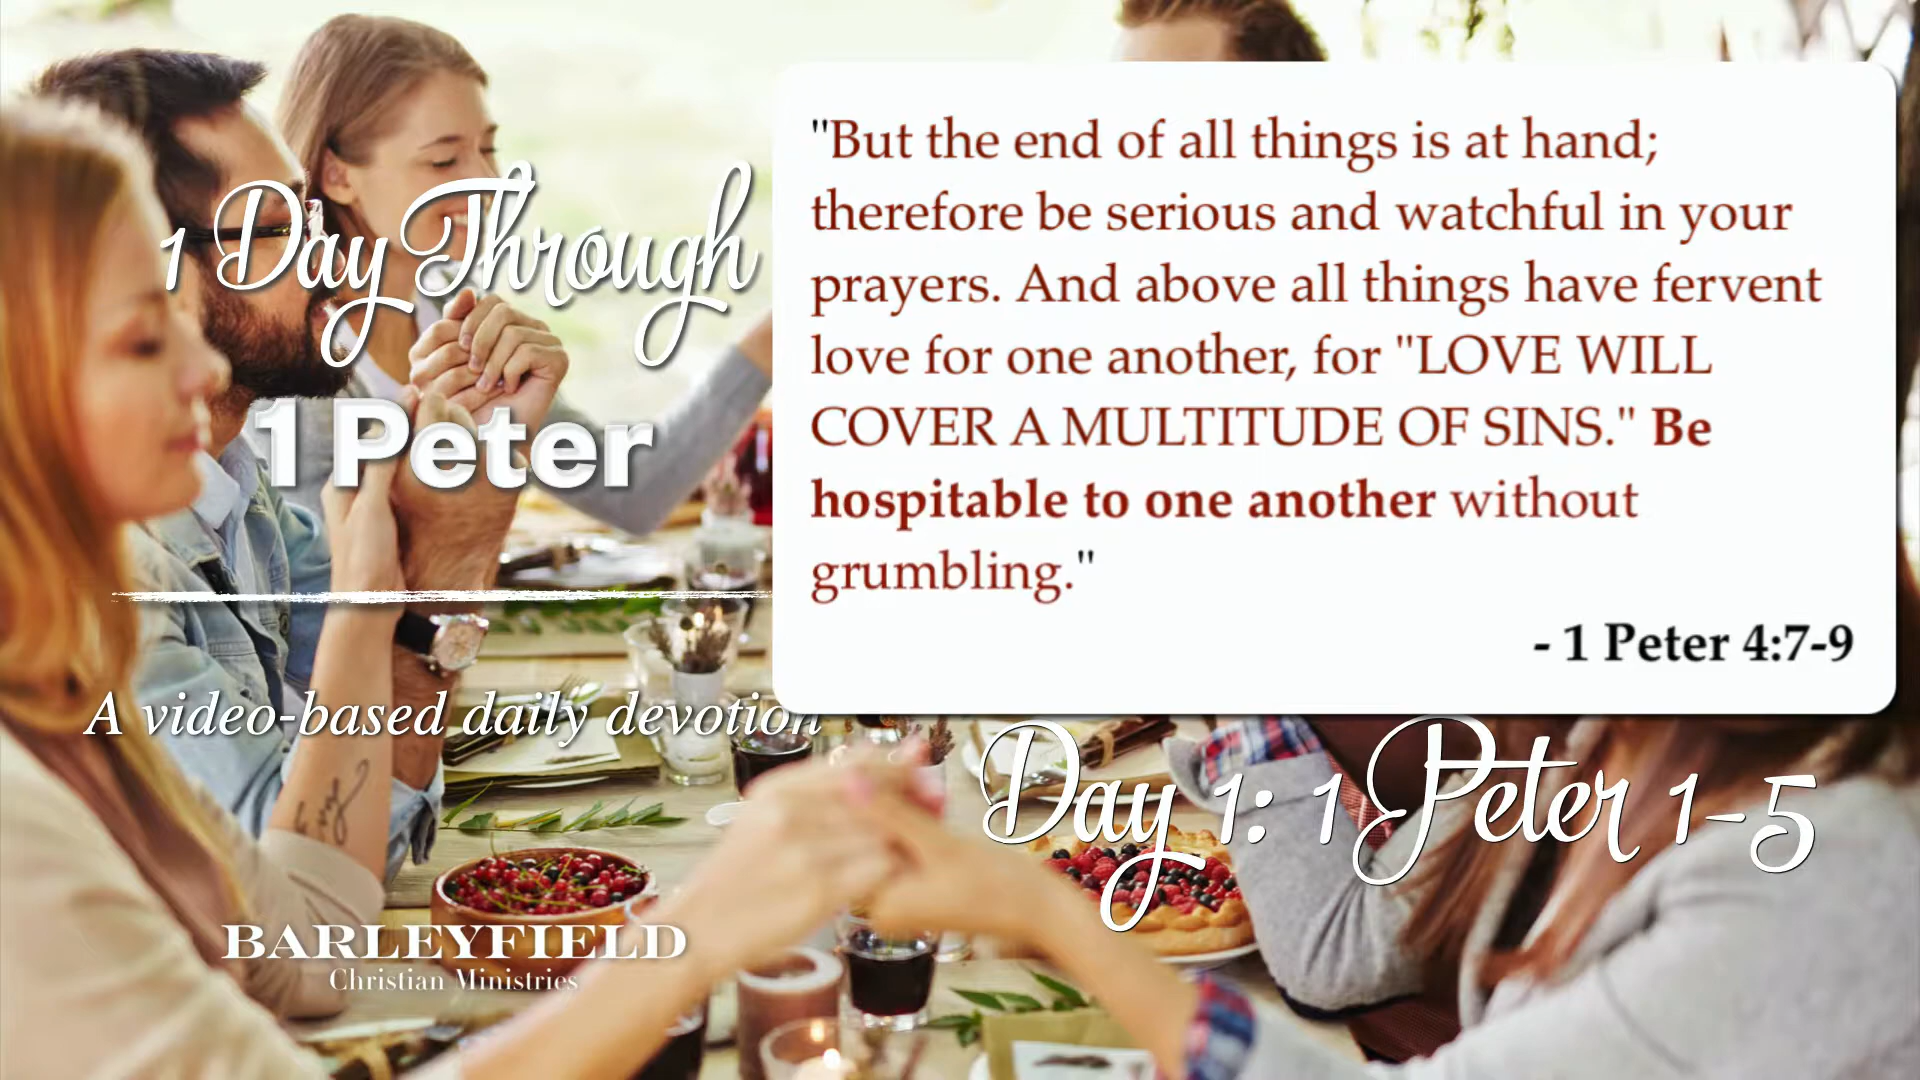 1 Day Through
1 Peter
A video-based daily devotion
BARLEYFIELD
Christian Ministries
"But the end of all things is at hand;
therefore be serious and watchful in your
prayers. And above all things have fervent
love for one another, for "LOVE WILL
COVER A MULTITUDE OF SINS." Be
hospitable to one another without
grumbling."
- 1 Peter 4:7-9
Day 1: 1 Peter 1-5